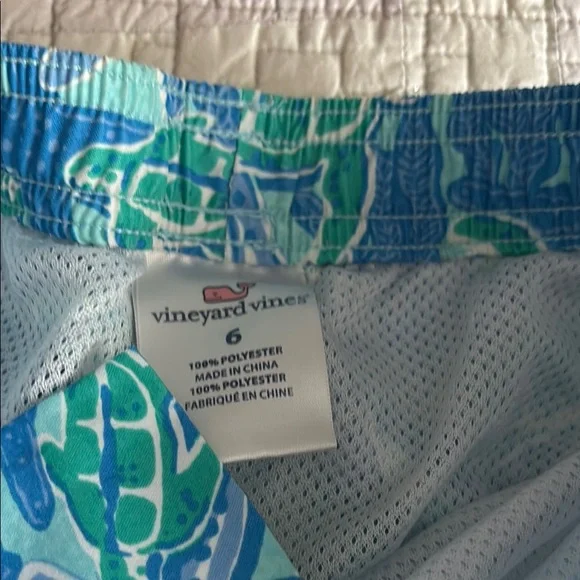 vineyard vines®
6
100% POLYESTER
MADE IN CHINA
100% POLYESTER
FABRIQUÉ EN CHINE